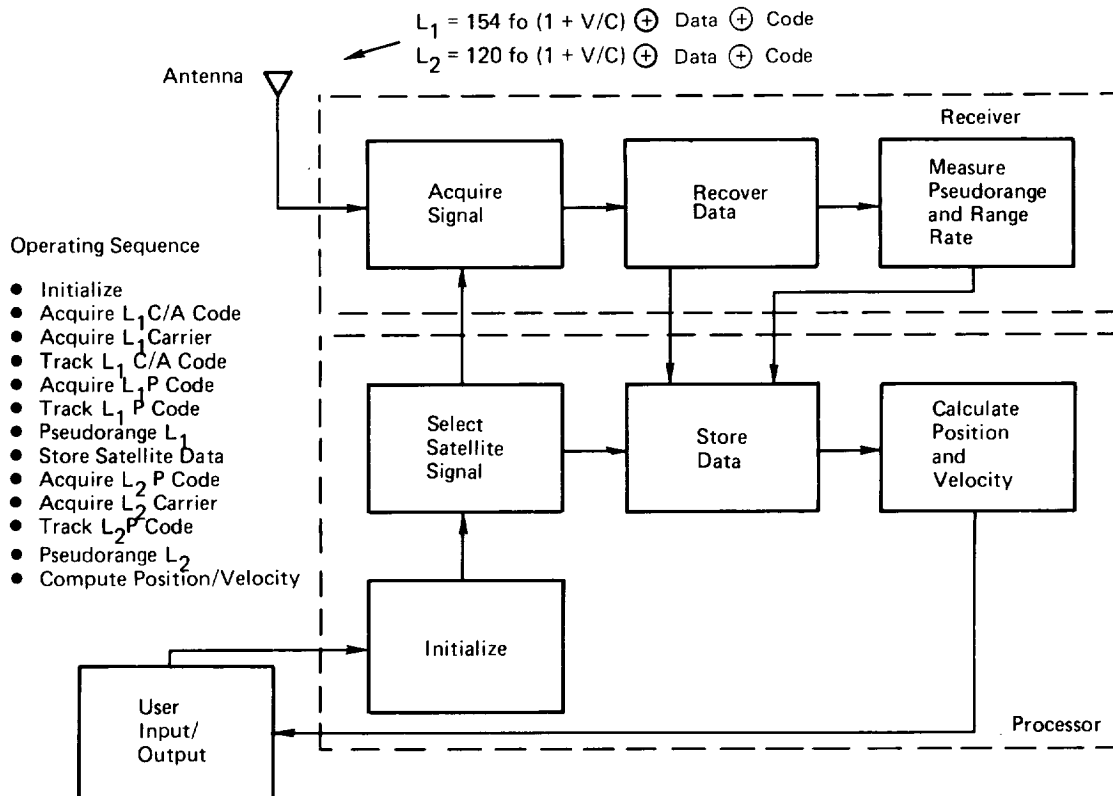 L1 = 154 fo (1 + V/C) ⊕ Data ⊕ Code
L2 = 120 fo (1 + V/C) ⊕ Data ⊕ Code
Antenna
Receiver
Acquire
Signal
Recover
Data
Measure
Pseudorange
and Range
Rate
Operating Sequence
● Initialize
● Acquire L1 C/A Code
● Acquire L1 Carrier
● Track L1 C/A Code
● Acquire L1 P Code
● Track L1 P Code
● Pseudorange L1
● Store Satellite Data
● Acquire L2 P Code
● Acquire L2 Carrier
● Track L2 P Code
● Pseudorange L2
● Compute Position/Velocity
Select
Satellite
Signal
Store
Data
Calculate
Position
and
Velocity
Initialize
User
Input/
Output
Processor